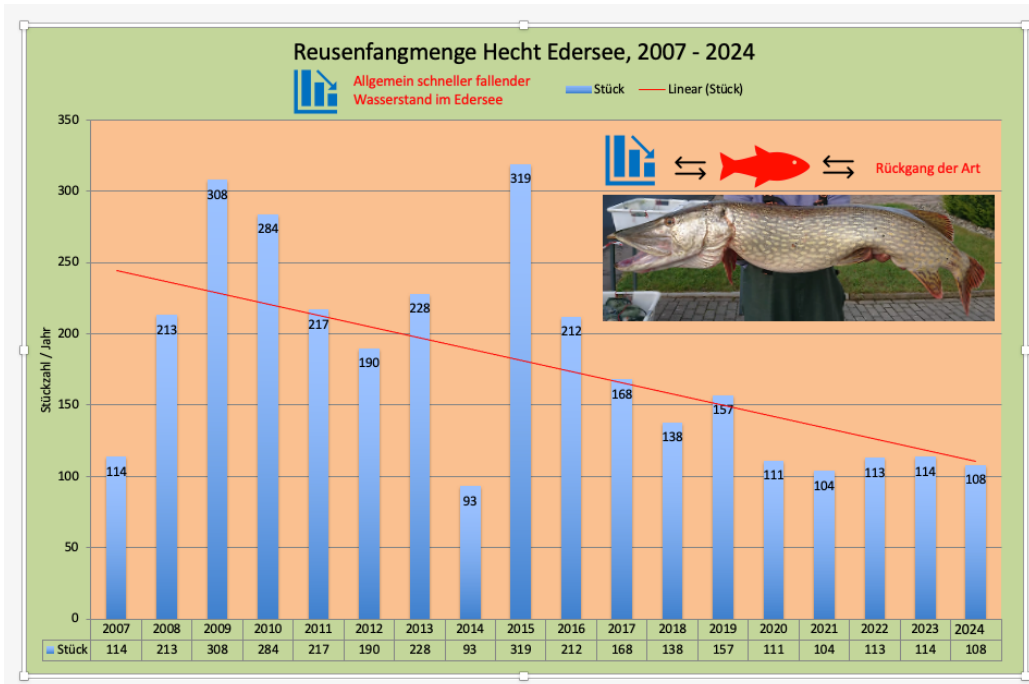 Reusenfangmenge Hecht Edersee, 2007 - 2024
Allgemein schneller fallender
Wasserstand im Edersee
Stück
Linear (Stück)
Rückgang der Art
Stückzahl / Jahr
350
300
250
200
150
100
50
0
114
213
308
284
217
190
228
93
319
212
168
138
157
111
104
113
114
108
2007 2008 2009 2010 2011 2012 2013 2014 2015 2016 2017 2018 2019 2020 2021 2022 2023 2024
Stück 114 213 308 284 217 190 228 93 319 212 168 138 157 111 104 113 114 108